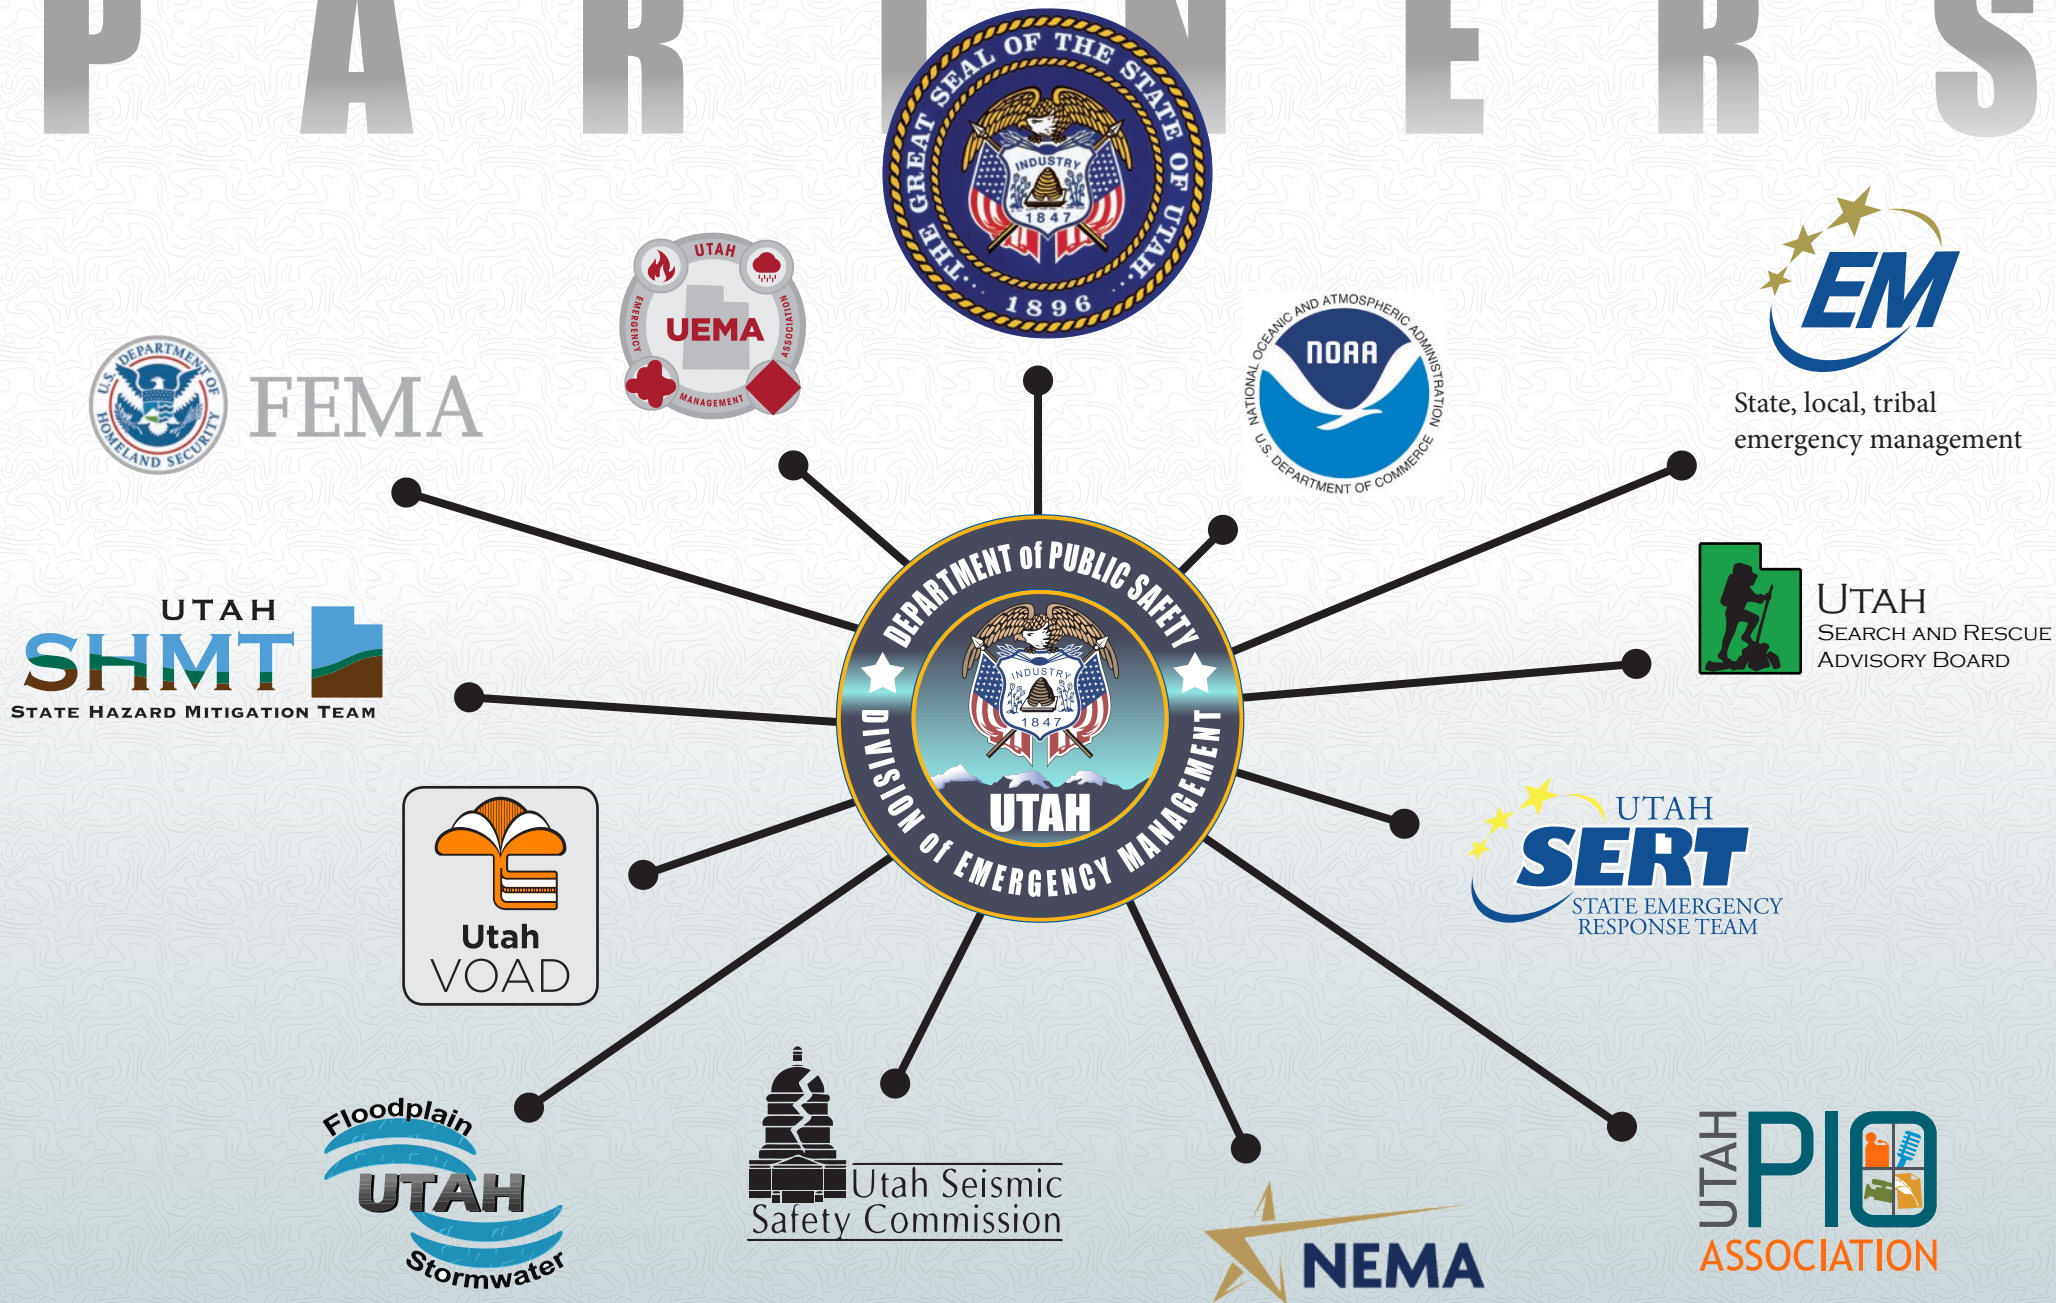 PARTNERS
THE GREAT SEAL OF THE STATE OF UTAH
INDUSTRY
1847
1896
UTAH
EMERGENCY
UEMA
ASSOCIATION
MANAGEMENT
NATIONAL OCEANIC AND ATMOSPHERIC ADMINISTRATION
NOAA
U.S. DEPARTMENT OF COMMERCE
EM
State, local, tribal
emergency management
U.S. DEPARTMENT OF
HOMELAND SECURITY
FEMA
DEPARTMENT of PUBLIC SAFETY
INDUSTRY
1847
UTAH
DIVISION of EMERGENCY MANAGEMENT
UTAH
SHMT
STATE HAZARD MITIGATION TEAM
UTAH
SEARCH AND RESCUE
ADVISORY BOARD
Utah
VOAD
UTAH
SERT
STATE EMERGENCY
RESPONSE TEAM
Floodplain
UTAH
Stormwater
Utah Seismic
Safety Commission
NEMA
UTAH
PIO
ASSOCIATION